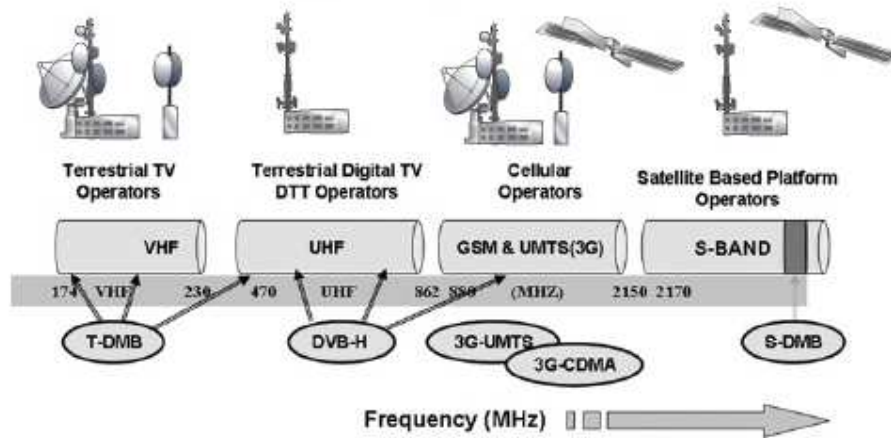 Terrestrial TV
Operators
Terrestrial Digital TV
DTT Operators
Cellular
Operators
Satellite Based Platform
Operators
VHF
UHF
GSM & UMTS(3G)
S-BAND
174 VHF 230 470 UHF 862 880 (MHZ) 2150 2170
T-DMB
DVB-H
3G-UMTS
3G-CDMA
S-DMB
Frequency (MHz)